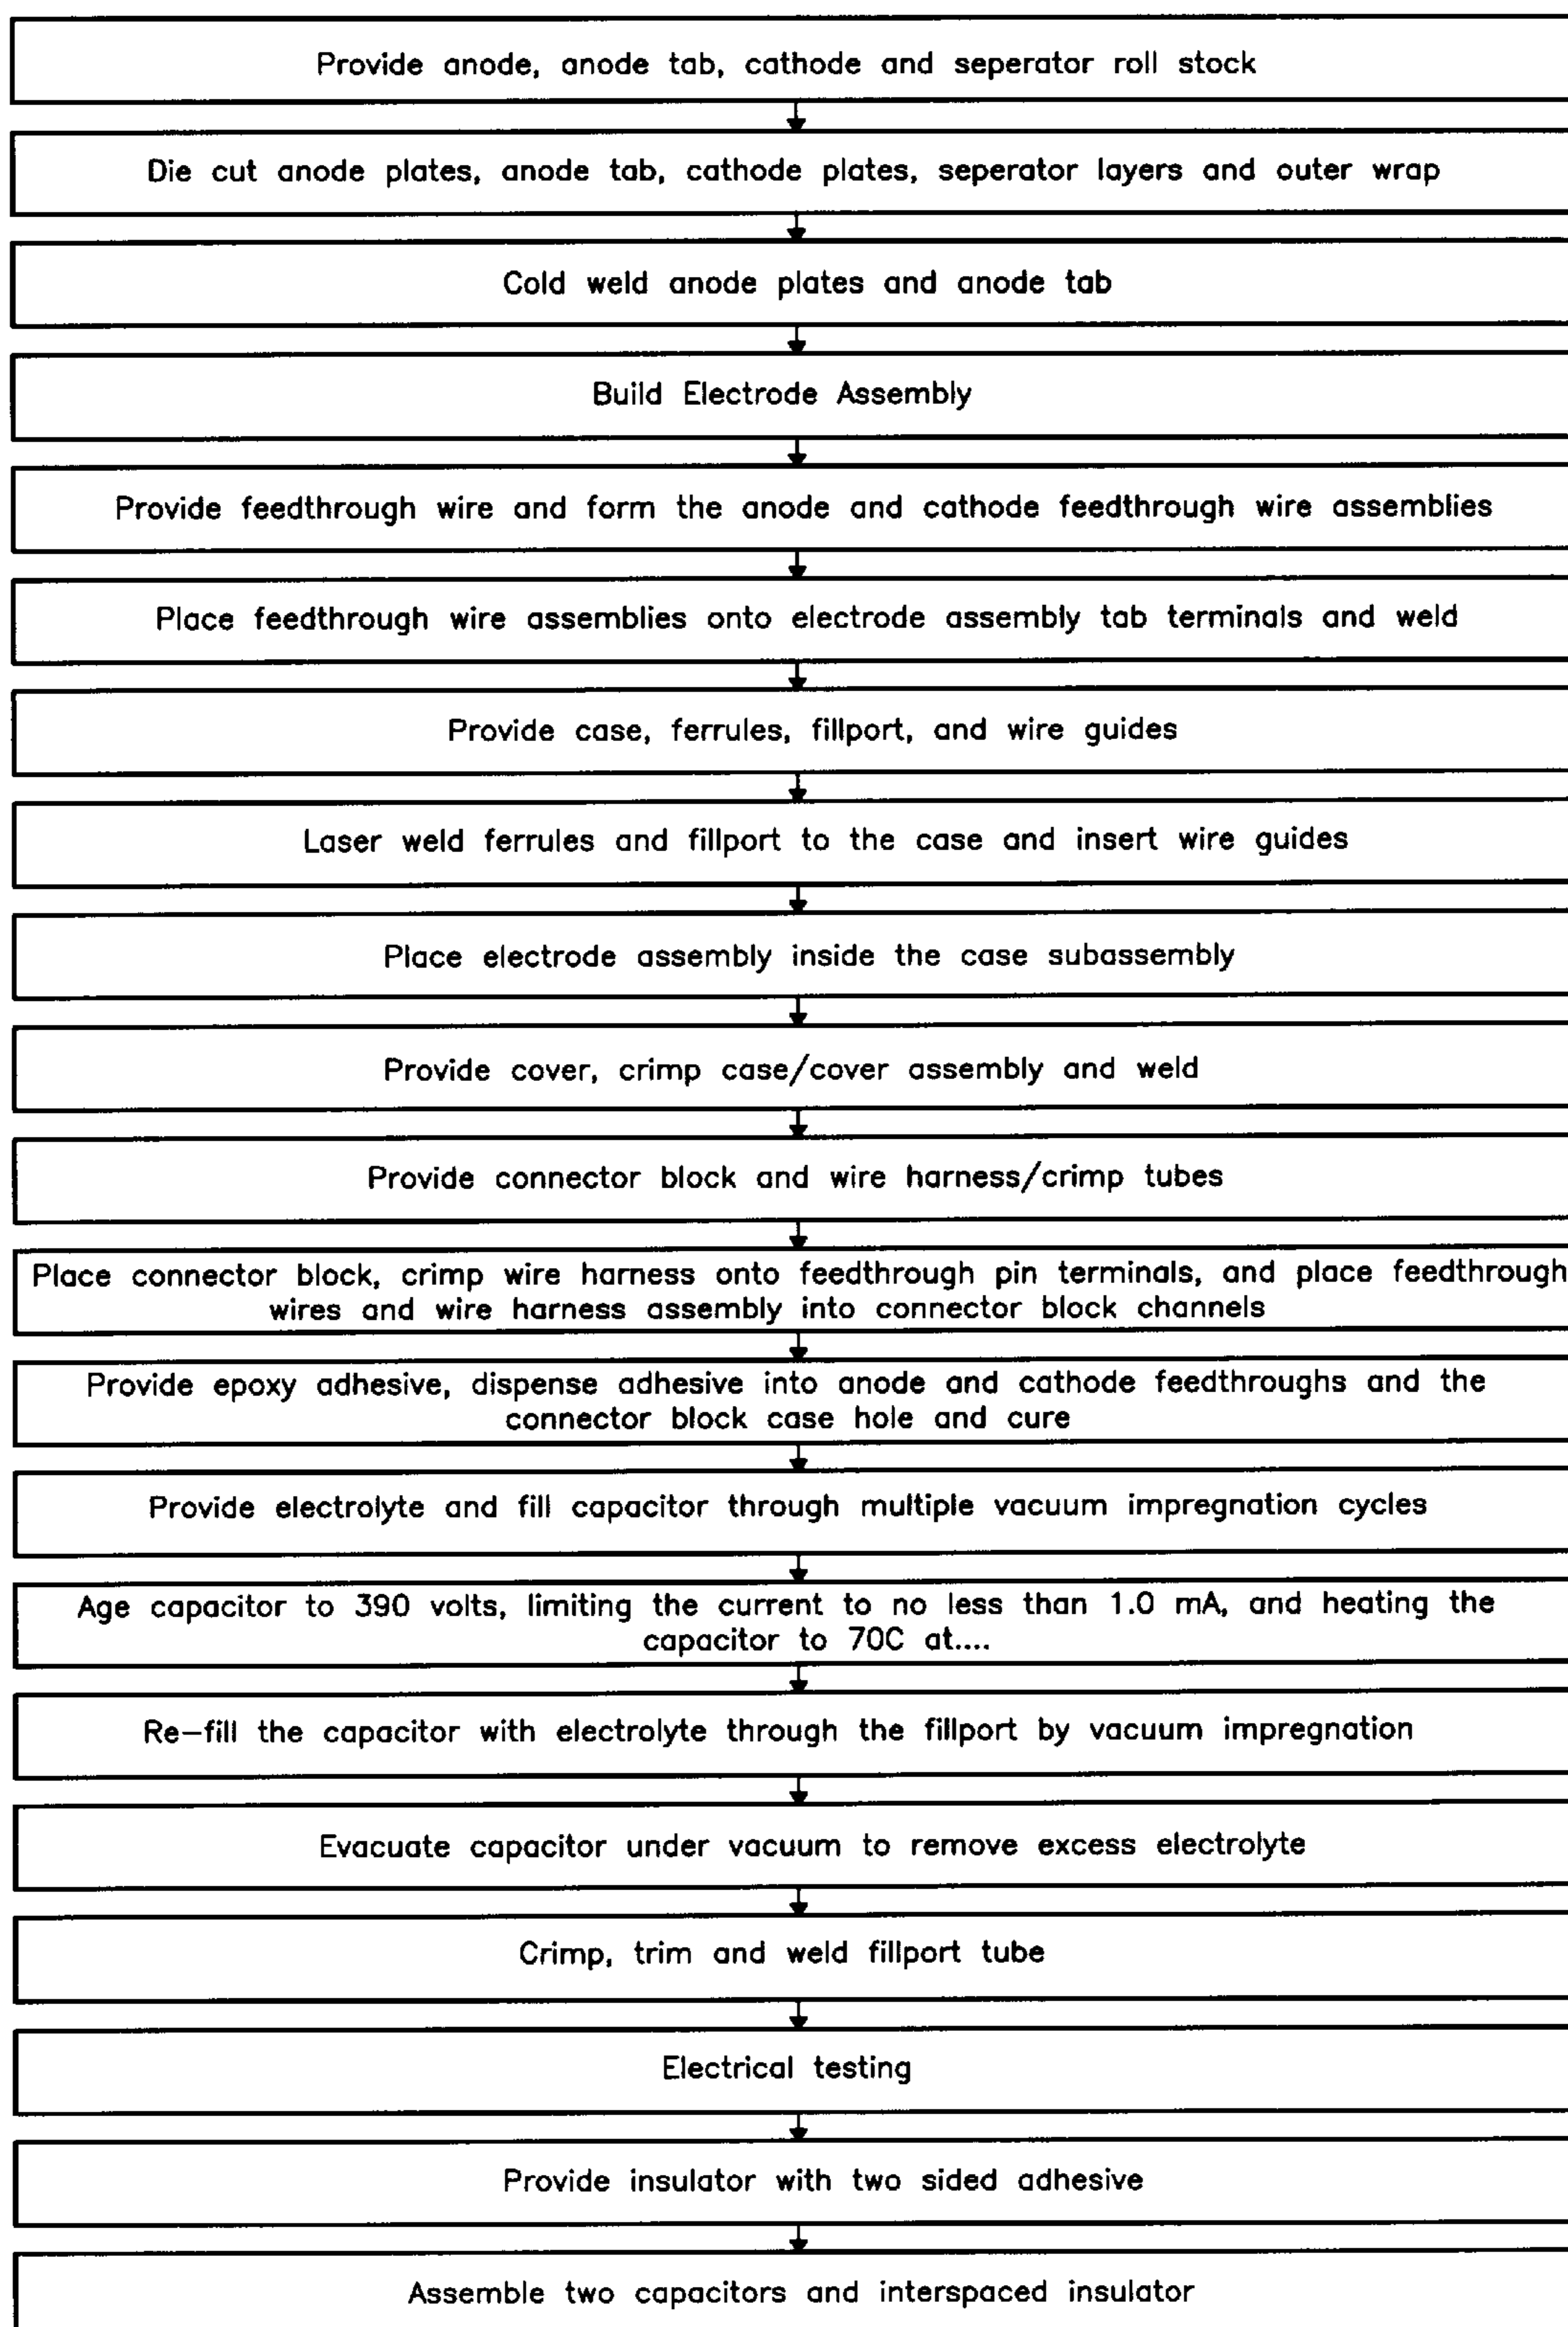 Provide anode, anode tab, cathode and seperator roll stock
Die cut anode plates, anode tab, cathode plates, seperator layers and outer wrap
Cold weld anode plates and anode tab
Build Electrode Assembly
Provide feedthrough wire and form the anode and cathode feedthrough wire assemblies
Place feedthrough wire assemblies onto electrode assembly tab terminals and weld
Provide case, ferrules, fillport, and wire guides
Laser weld ferrules and fillport to the case and insert wire guides
Place electrode assembly inside the case subassembly
Provide cover, crimp case/cover assembly and weld
Provide connector block and wire harness/crimp tubes
Place connector block, crimp wire harness onto feedthrough pin terminals, and place feedthrough
wires and wire harness assembly into connector block channels
Provide epoxy adhesive, dispense adhesive into anode and cathode feedthroughs and the
connector block case hole and cure
Provide electrolyte and fill capacitor through multiple vacuum impregnation cycles
Age capacitor to 390 volts, limiting the current to no less than 1.0 mA, and heating the
capacitor to 70C at....
Re-fill the capacitor with electrolyte through the fillport by vacuum impregnation
Evacuate capacitor under vacuum to remove excess electrolyte
Crimp, trim and weld fillport tube
Electrical testing
Provide insulator with two sided adhesive
Assemble two capacitors and interspaced insulator